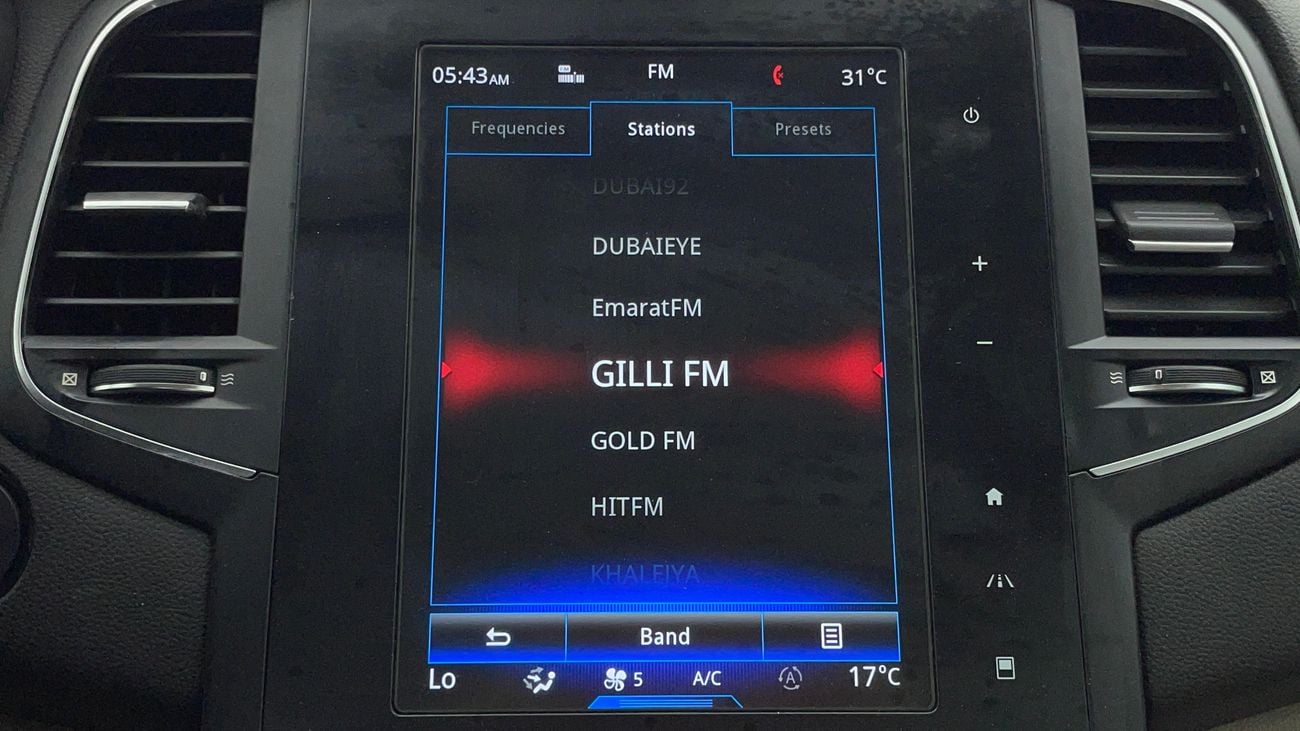 05:43AM FM 31°C
Frequencies Stations Presets
DUBAI92
DUBAIEYE
EmaratFM
GILLI FM
GOLD FM
HITFM
KHALEJYA
Band
Lo 5 A/C A 17°C